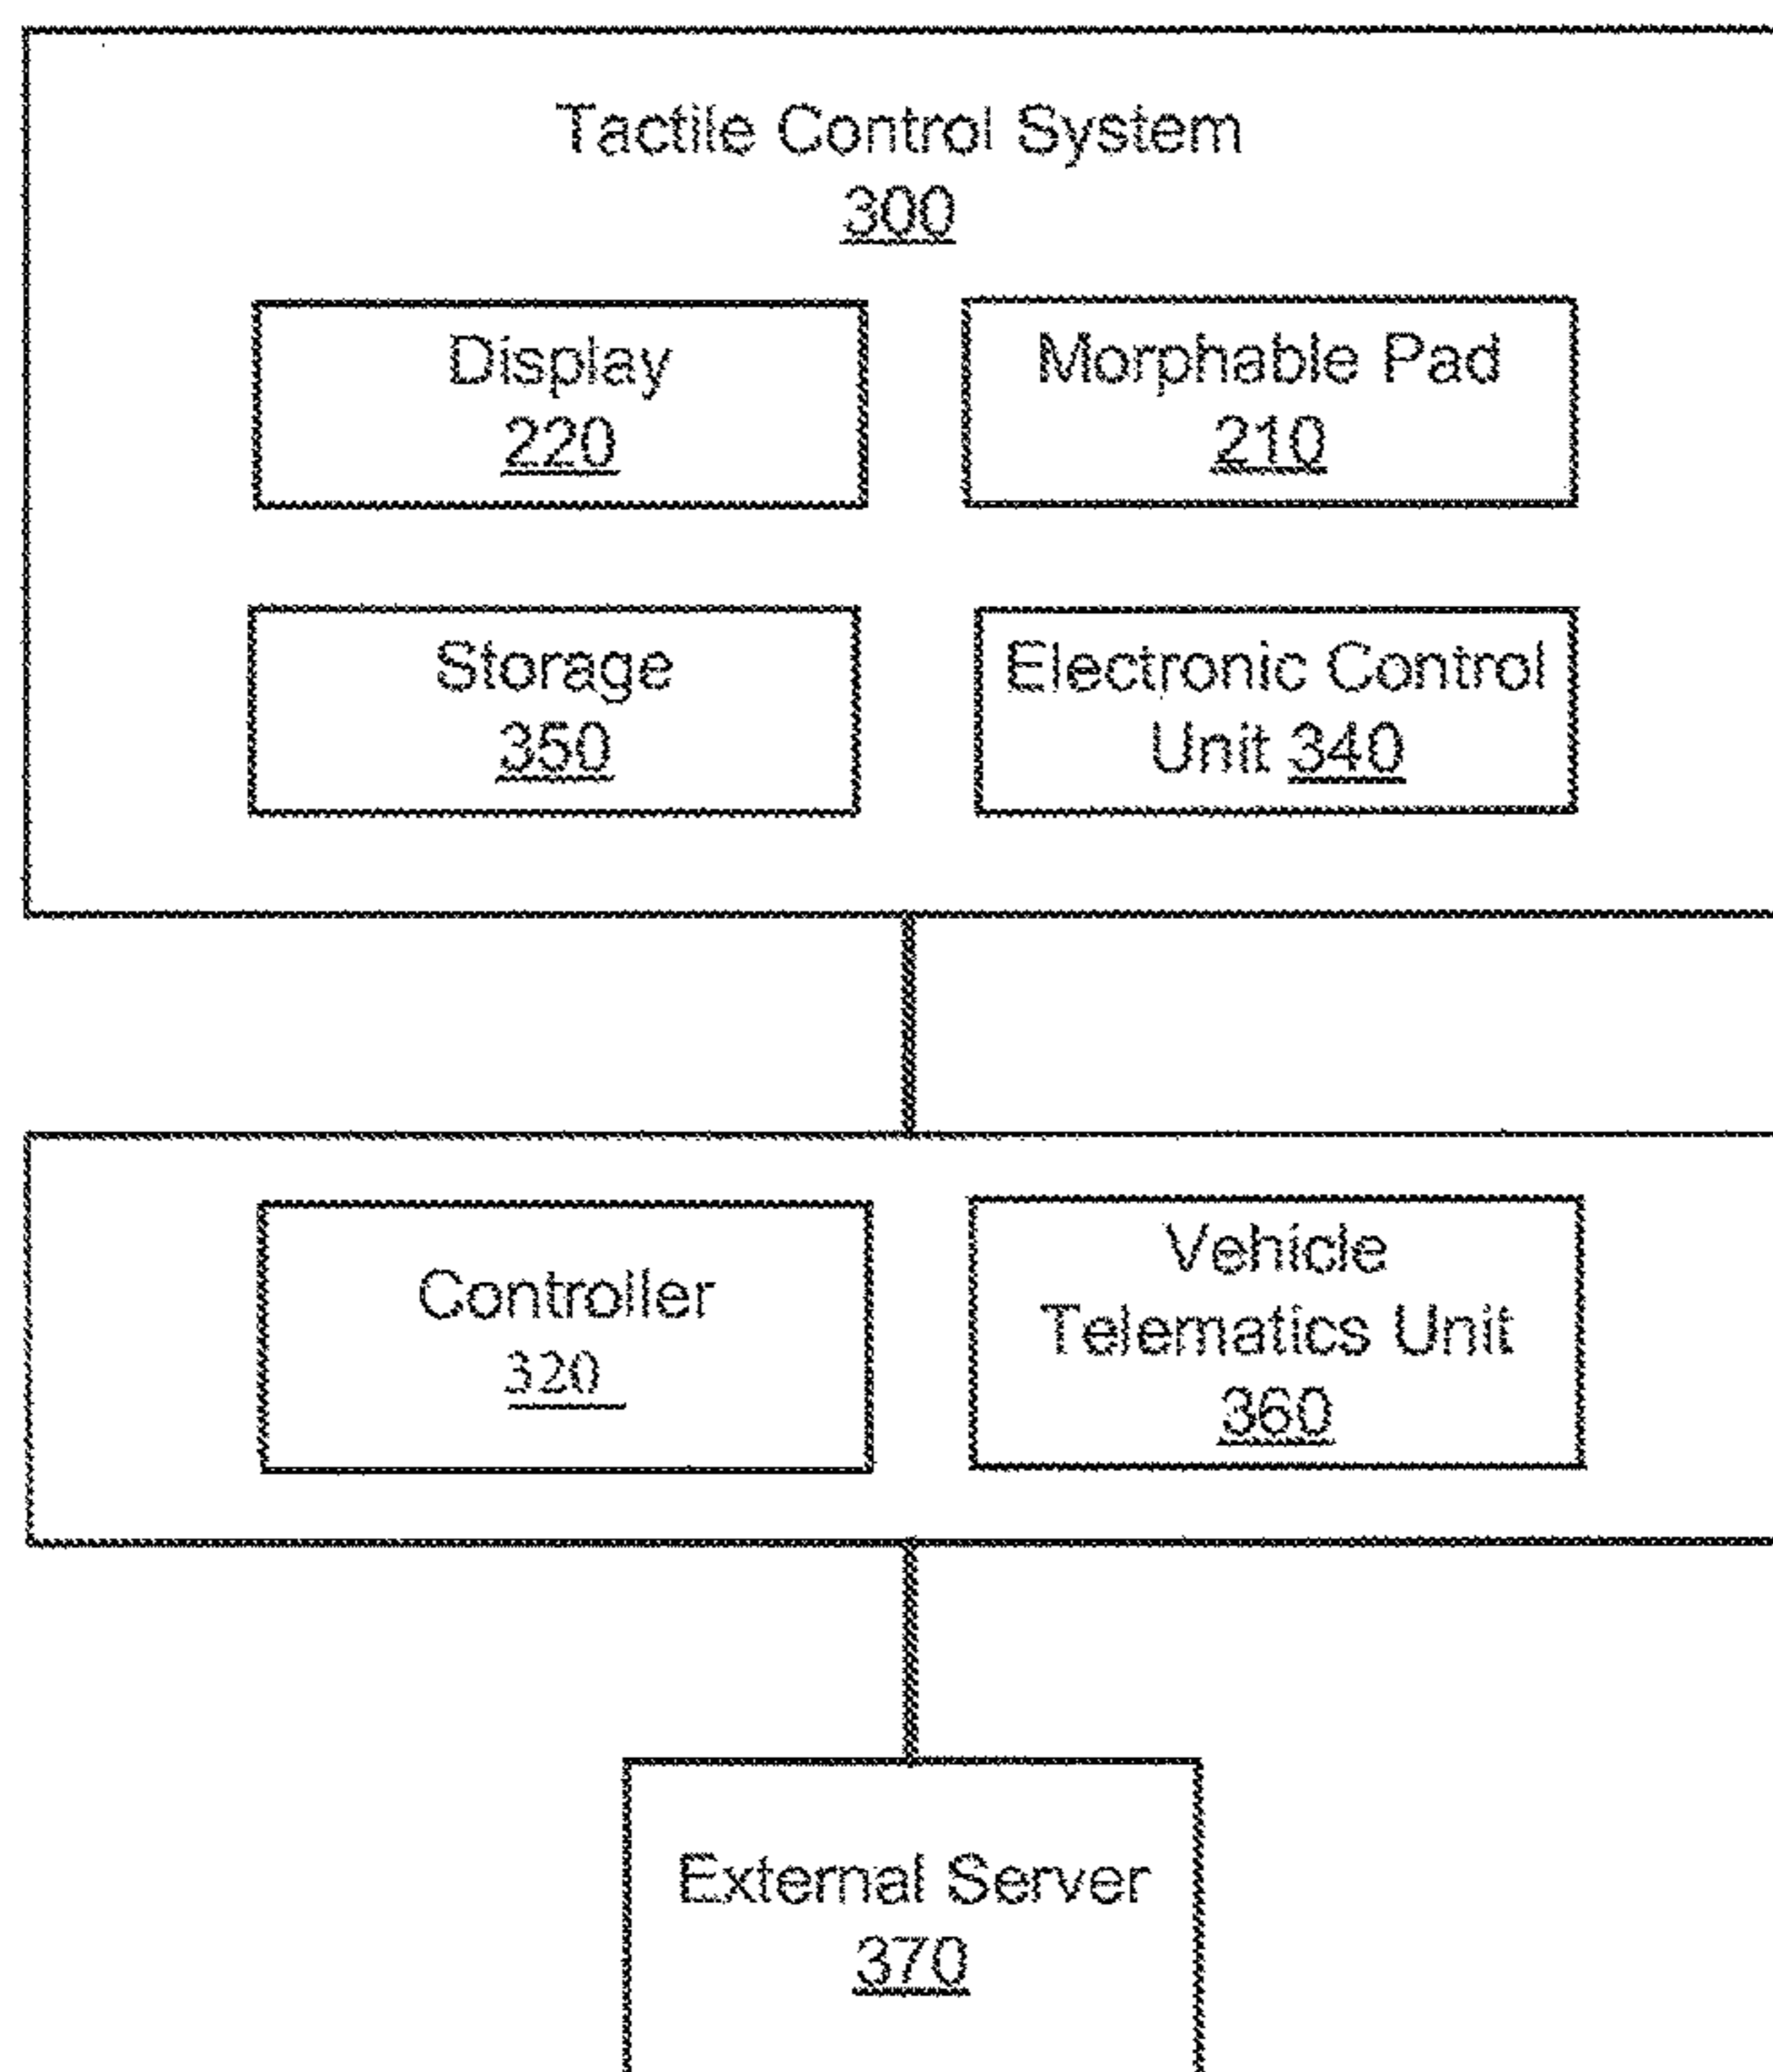 Tactile Control System
300
Display
220
Morphable Pad
210
Storage
350
Electronic Control
Unit 340
Controller
320
Vehicle
Telematics Unit
360
External Server
370